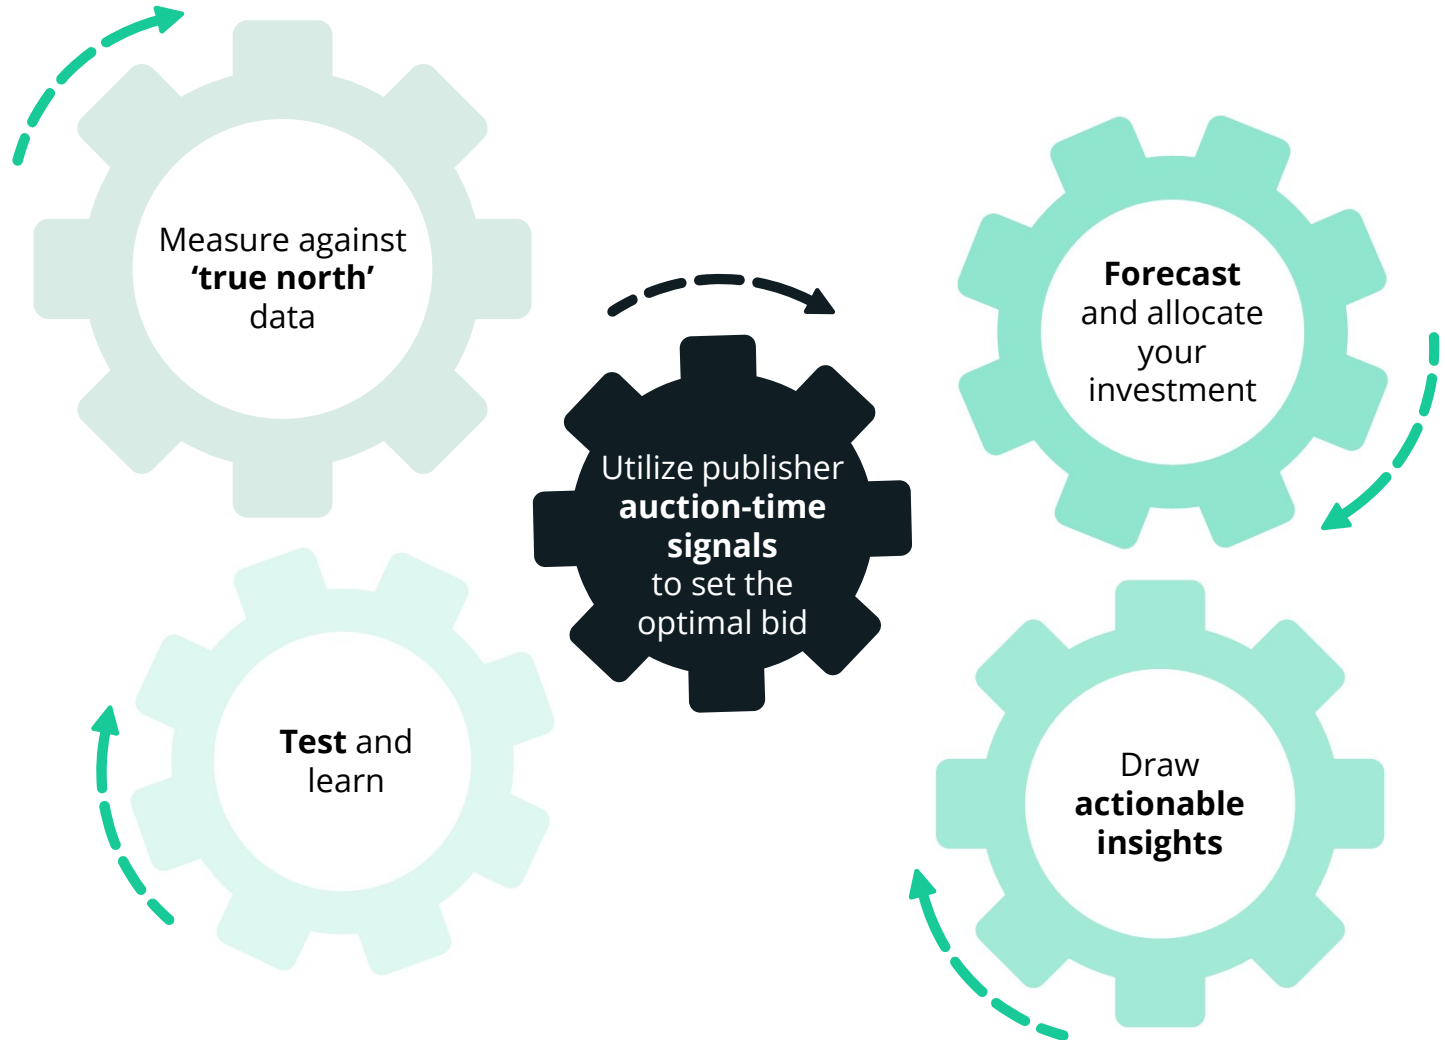 Measure against
‘true north’
data
Utilize publisher
auction-time
signals
to set the
optimal bid
Forecast
and allocate
your
investment
Test and
learn
Draw
actionable
insights